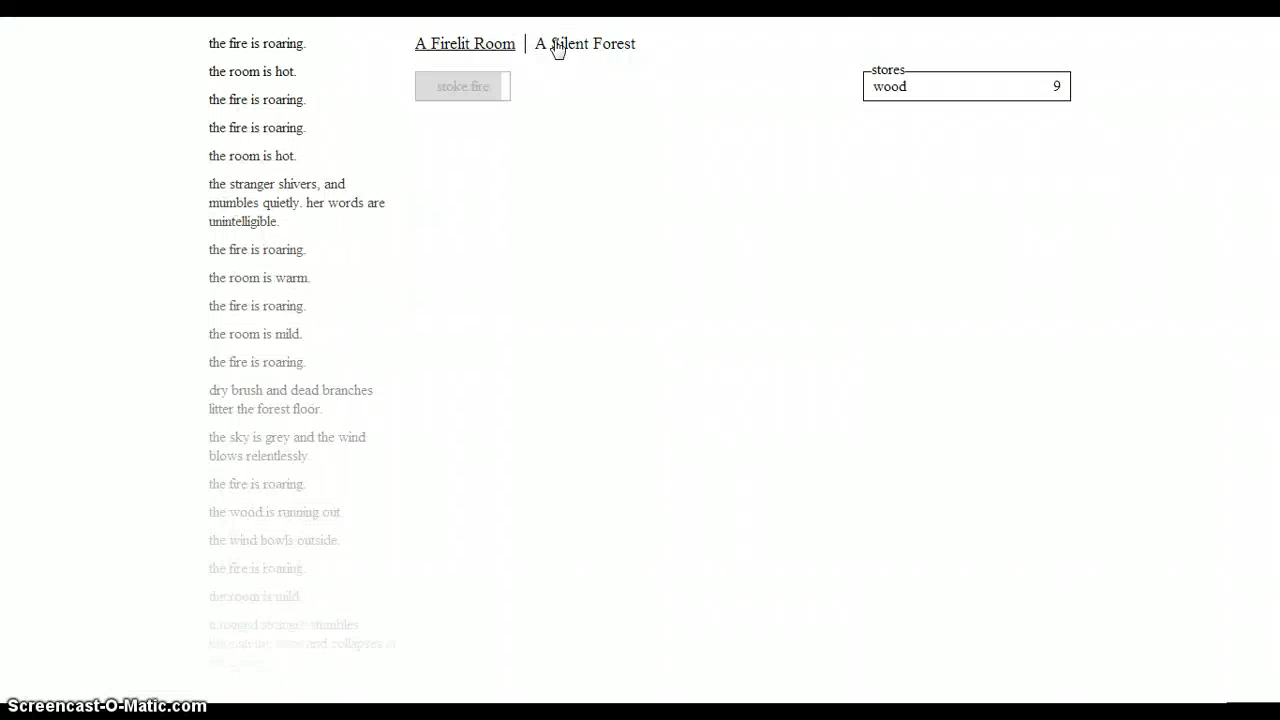 the fire is roaring.
the room is hot.
the fire is roaring.
the fire is roaring.
the room is hot.
the stranger shivers, and
mumbles quietly. her words are
unintelligible.
the fire is roaring.
the room is warm.
the fire is roaring.
the room is mild.
the fire is roaring.
dry brush and dead branches
litter the forest floor.
the sky is grey and the wind
blows relentlessly.
the fire is roaring.
the wood is running out.
the wind howls outside.
the fire is roaring.
the room is mild.
a ragged stranger stumbles
and collapses
A Firelit Room | A Silent Forest
stoke fire
stores
wood 9
Screencast-O-Matic.com